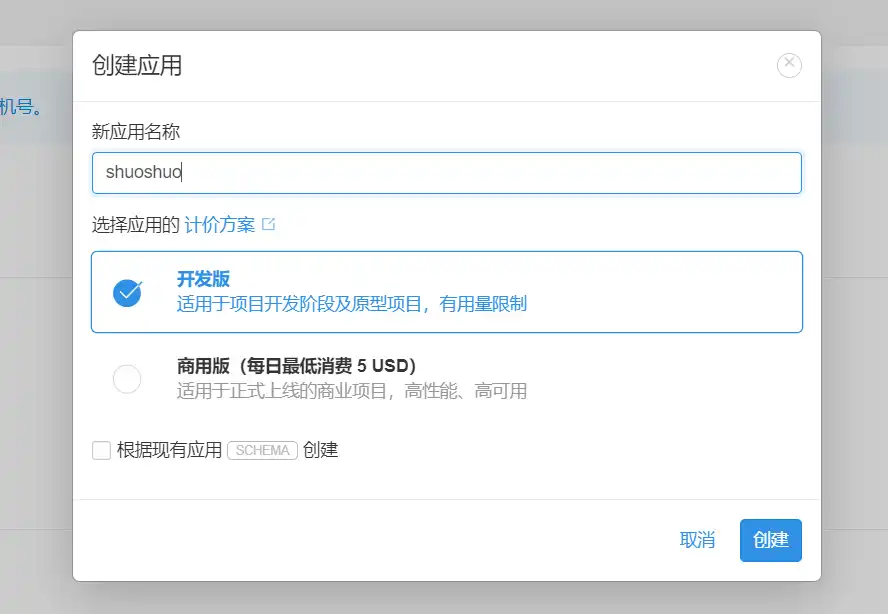 创建应用
机号。
新应用名称
shuoshuo
选择应用的 计价方案
开发版
适用于项目开发阶段及原型项目，有用量限制
商用版（每日最低消费 5 USD）
适用于正式上线的商业项目，高性能、高可用
根据现有应用 SCHEMA 创建
取消 创建